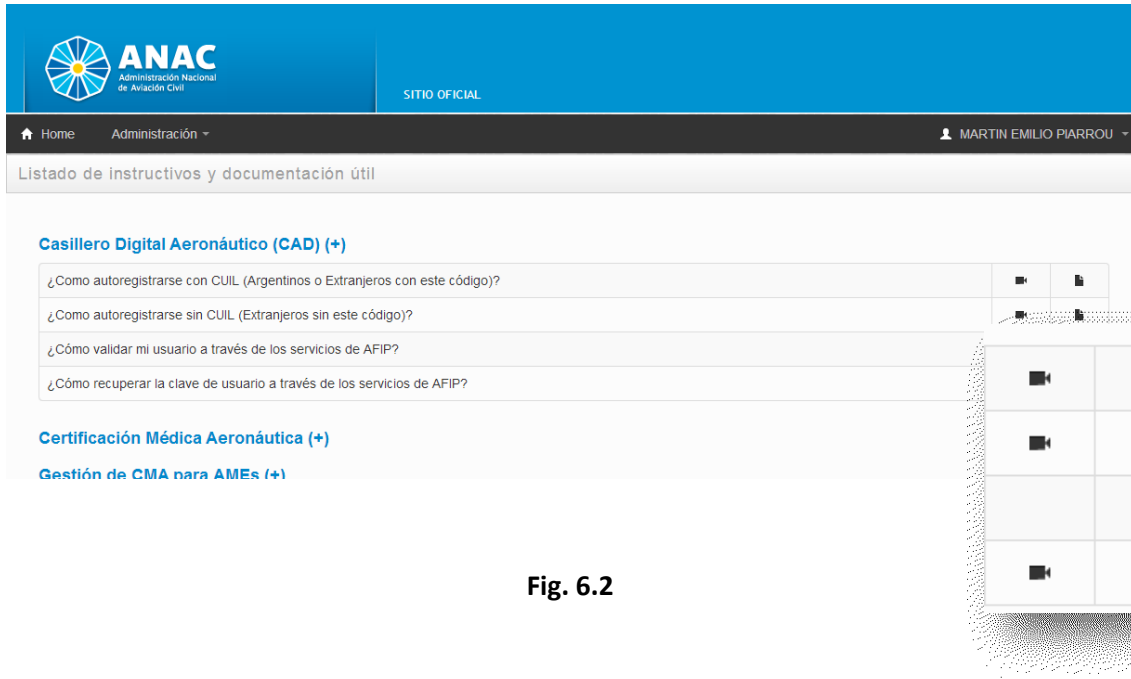 ANAC
Administración Nacional
de Aviación Civil
SITIO OFICIAL
Home Administración MARTIN EMILIO PIARROU
Listado de instructivos y documentación útil
Casillero Digital Aeronáutico (CAD) (+)
¿Como autoregistrarse con CUIL (Argentinos o Extranjeros con este código)?
¿Como autoregistrarse sin CUIL (Extranjeros sin este código)?
¿Cómo validar mi usuario a través de los servicios de AFIP?
¿Cómo recuperar la clave de usuario a través de los servicios de AFIP?
Certificación Médica Aeronáutica (+)
Gestión de CMA para AMEs (+)
Fig. 6.2